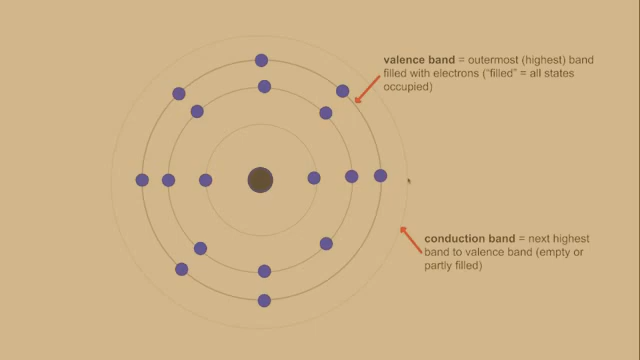 valence band = outermost (highest) band
filled with electrons ("filled" = all states
occupied)
conduction band = next highest
band to valence band (empty or
partly filled)